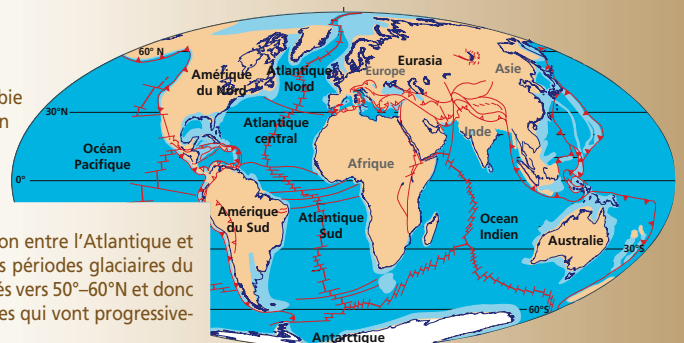 60° N
Eurasia
Amérique
du Nord
Atlantique
Nord
Europe
Asie
bie
n
30°N
Atlantique
central
Inde
Océan
Pacifique
Afrique
0°
Amérique
du Sud
Atlantique
Sud
Ocean
Indien
Australie
30°S
on entre l'Atlantique et
s périodes glaciaires du
és vers 50°–60°N et donc
es qui vont progressive-
60°S
Antarctique